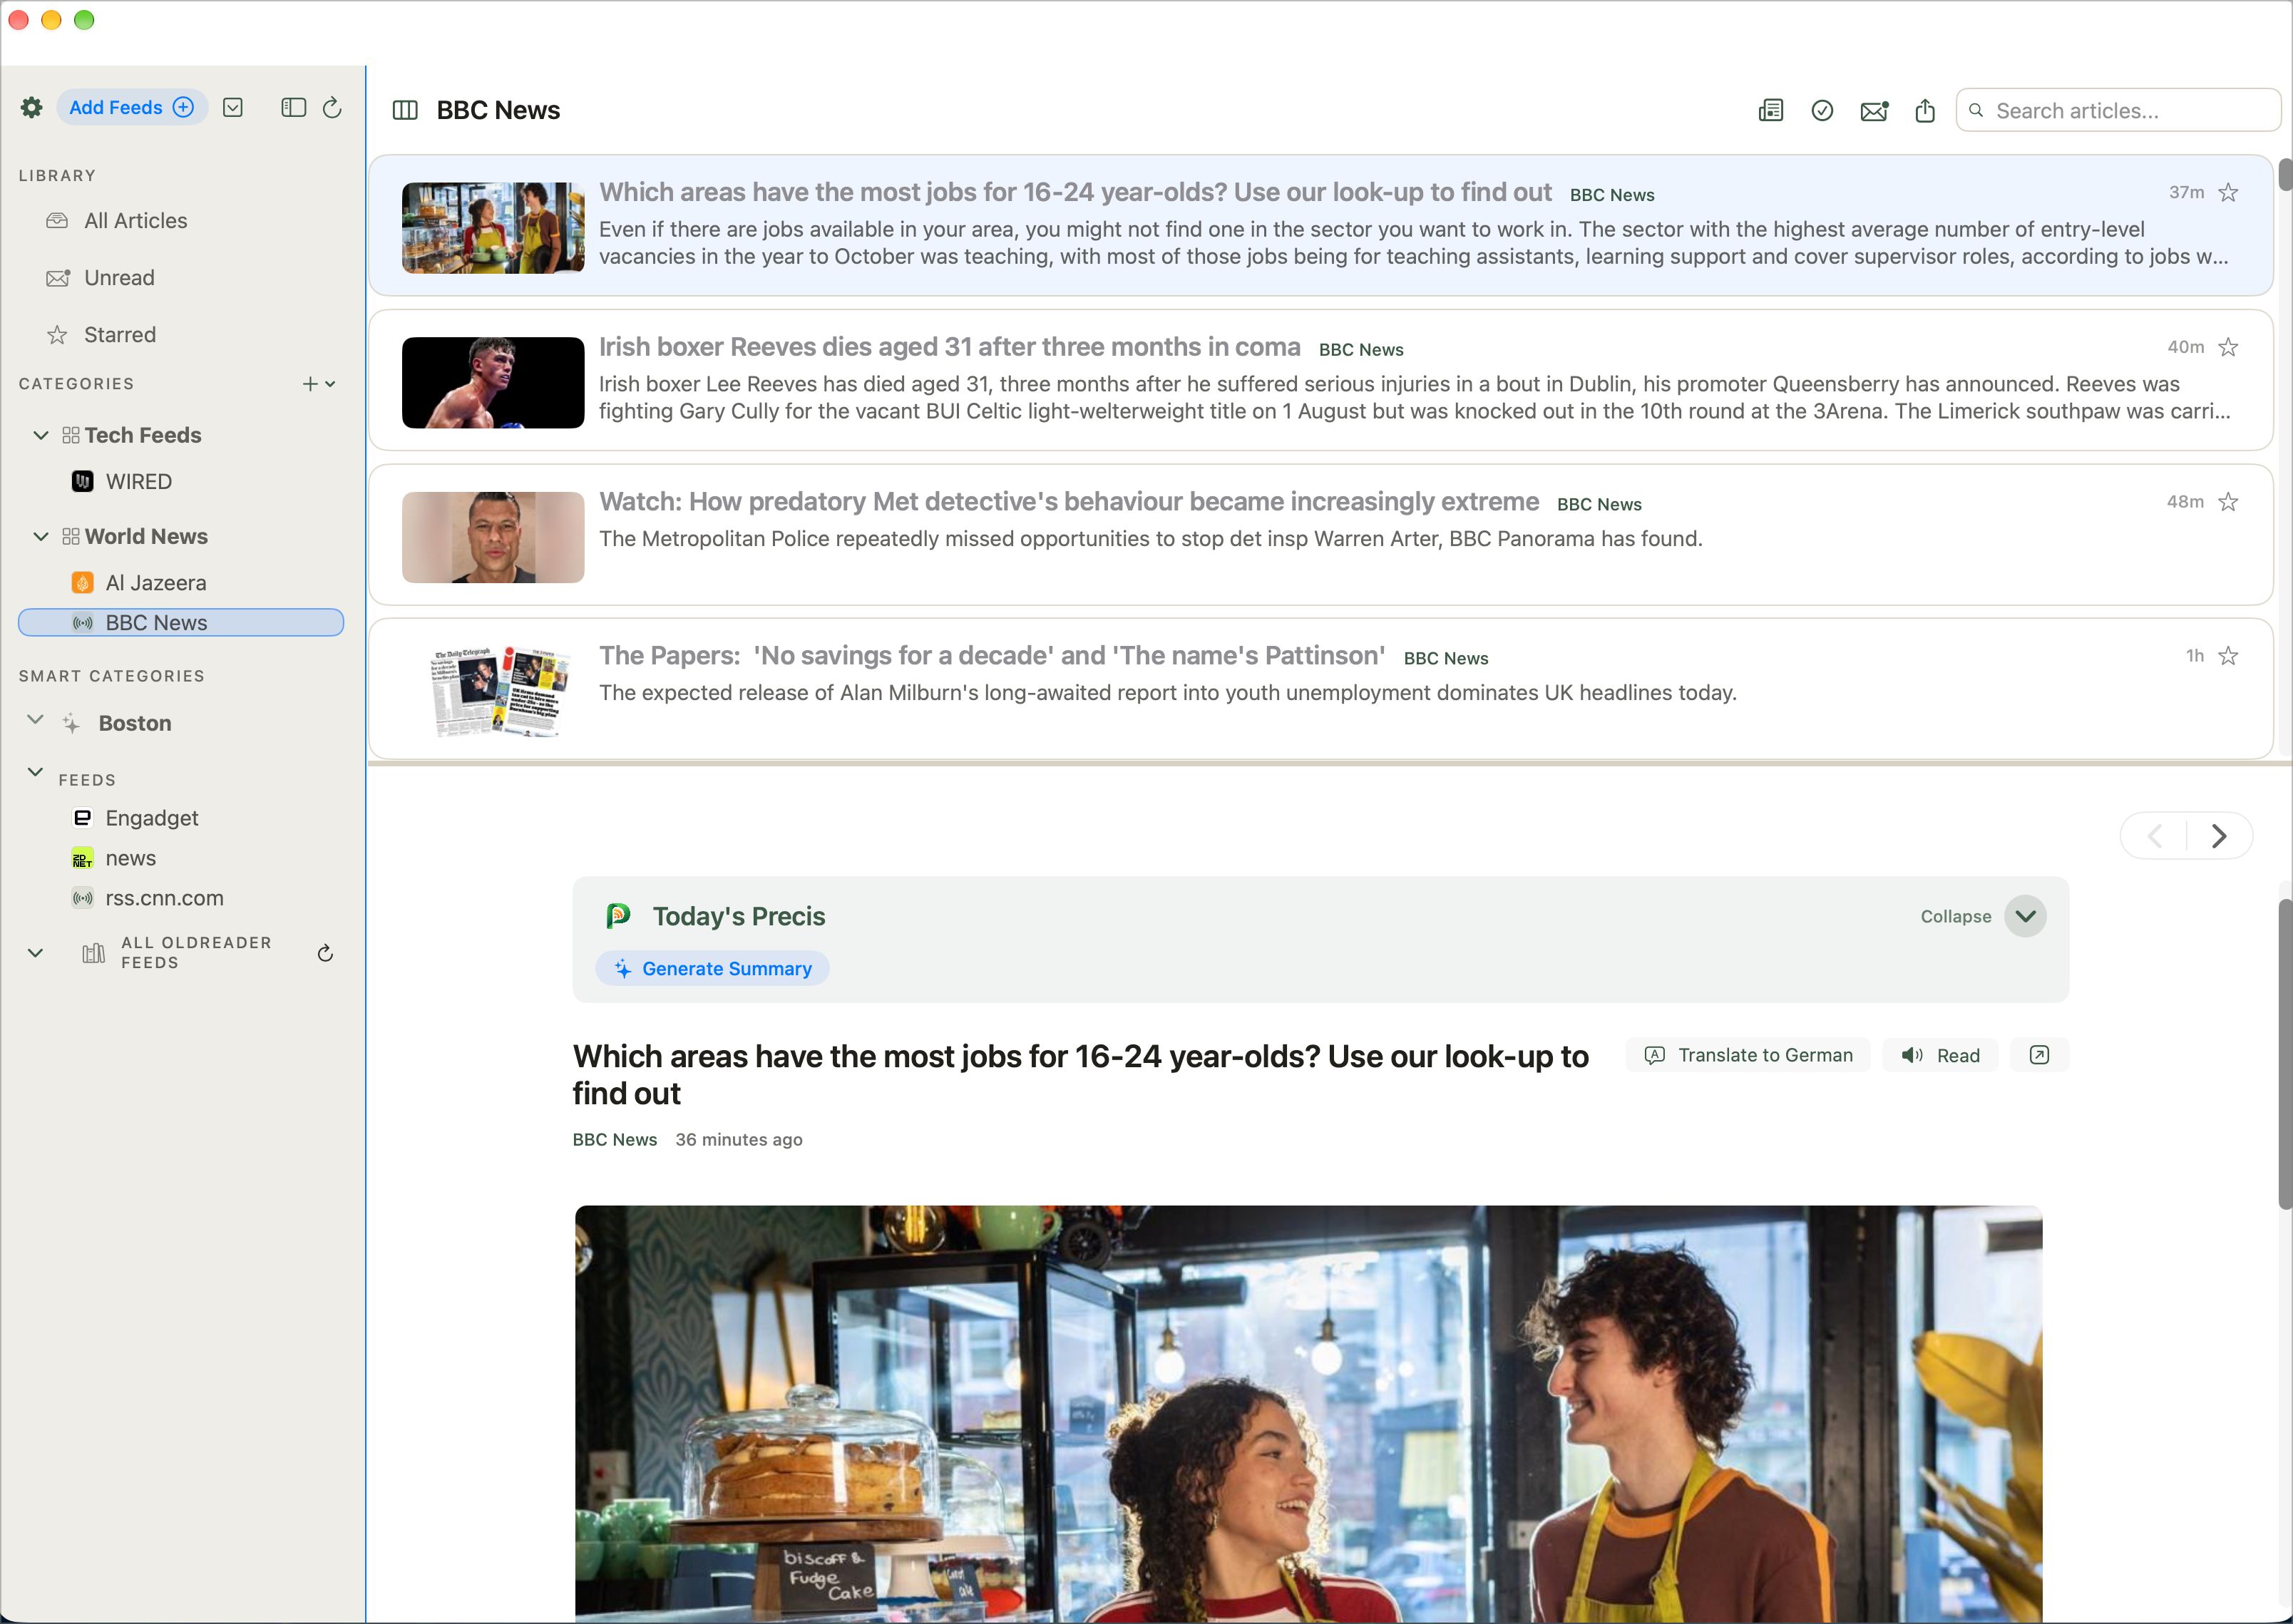 Add Feeds
BBC News
Search articles...
LIBRARY
All Articles
Unread
Starred
CATEGORIES
Tech Feeds
WIRED
World News
Al Jazeera
BBC News
SMART CATEGORIES
Boston
FEEDS
Engadget
news
rss.cnn.com
ALL OLDREADER
FEEDS
Which areas have the most jobs for 16-24 year-olds? Use our look-up to find out BBC News 37m
Even if there are jobs available in your area, you might not find one in the sector you want to work in. The sector with the highest average number of entry-level
vacancies in the year to October was teaching, with most of those jobs being for teaching assistants, learning support and cover supervisor roles, according to jobs w...
Irish boxer Reeves dies aged 31 after three months in coma BBC News 40m
Irish boxer Lee Reeves has died aged 31, three months after he suffered serious injuries in a bout in Dublin, his promoter Queensberry has announced. Reeves was
fighting Gary Cully for the vacant BUI Celtic light-welterweight title on 1 August but was knocked out in the 10th round at the 3Arena. The Limerick southpaw was carri...
Watch: How predatory Met detective's behaviour became increasingly extreme BBC News 48m
The Metropolitan Police repeatedly missed opportunities to stop det insp Warren Arter, BBC Panorama has found.
The Papers: 'No savings for a decade' and 'The name's Pattinson' BBC News 1h
The expected release of Alan Milburn's long-awaited report into youth unemployment dominates UK headlines today.
The Daily Telegraph
Today's Precis
Collapse
Generate Summary
Which areas have the most jobs for 16-24 year-olds? Use our look-up to
find out
Translate to German
Read
BBC News 36 minutes ago
biscoff &
Fudge
Cake